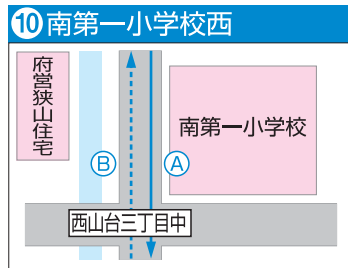 ⑩南第一小学校西
府営狭山住宅
南第一小学校
Ⓑ
Ⓐ
西山台三丁目中